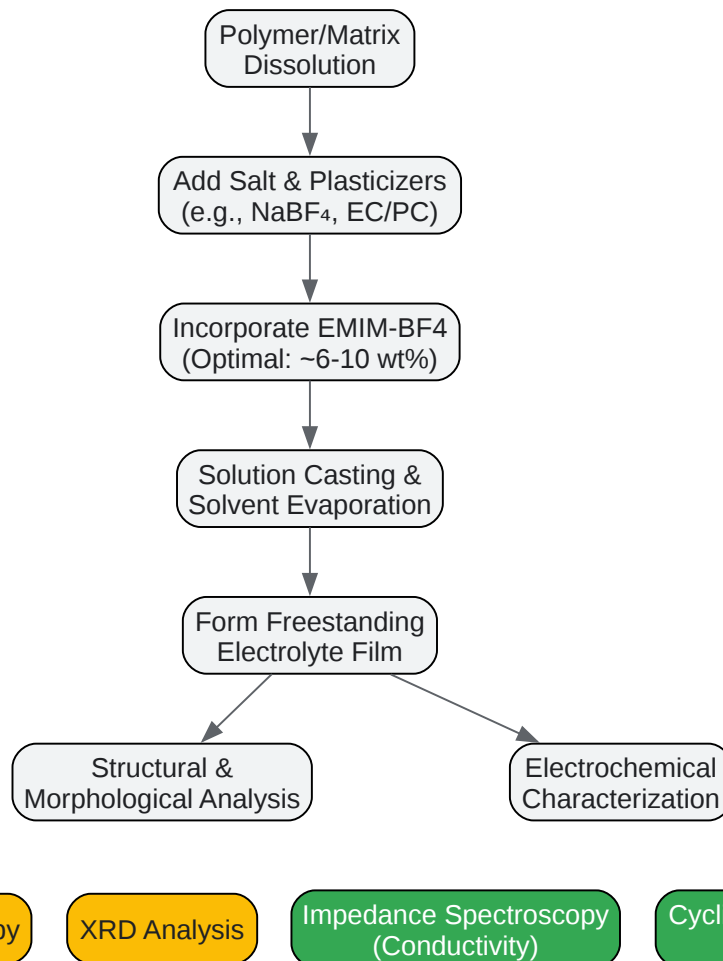 Polymer/Matrix
Dissolution
Add Salt & Plasticizers
(e.g., NaBF₄, EC/PC)
Incorporate EMIM-BF4
(Optimal: ~6-10 wt%)
Solution Casting &
Solvent Evaporation
Form Freestanding
Electrolyte Film
Structural &
Morphological Analysis
Electrochemical
Characterization
XRD Analysis
Impedance Spectroscopy
(Conductivity)